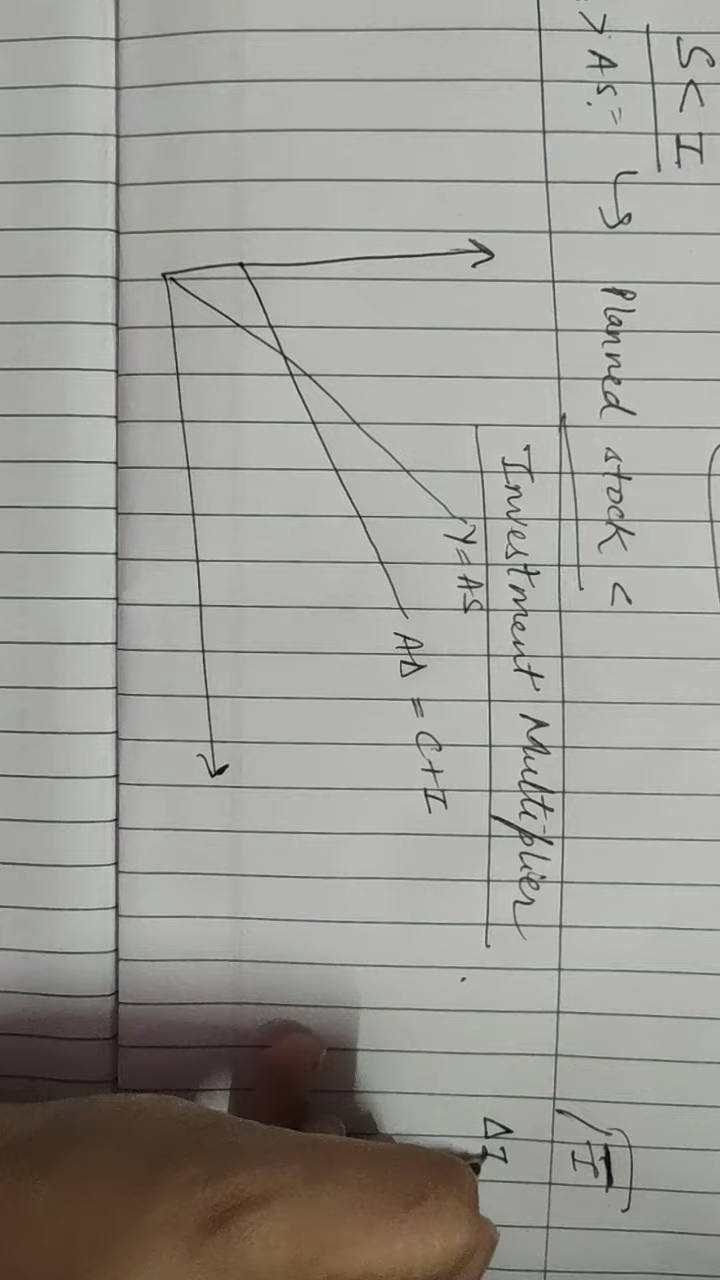 S < I
> AS =
↳ Planned stock <
Investment Multiplier
Y = AS
AD = C+I
I
ΔI